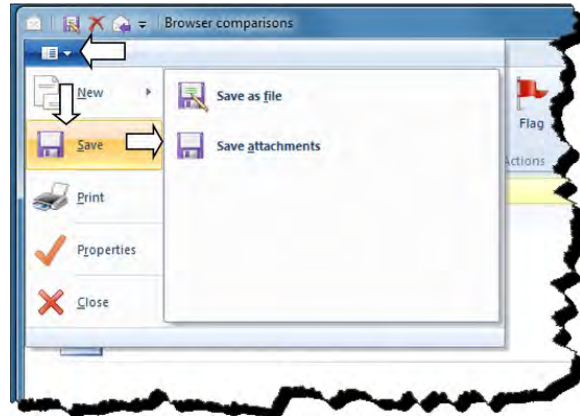 Browser comparisons
New
Save as file
Flag
Save
Save attachments
Actions
Print
Properties
Close